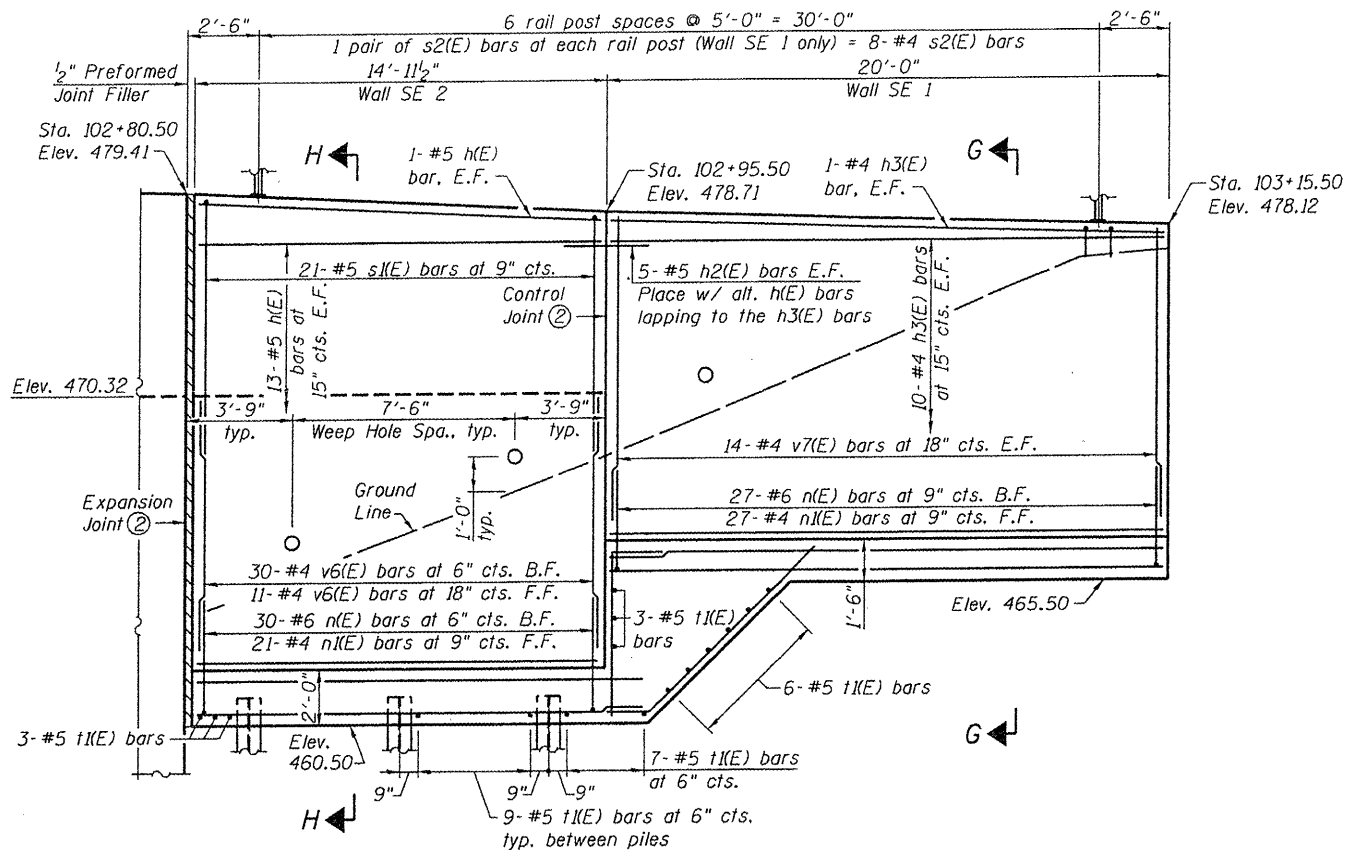 2'-6"
6 rail post spaces @ 5'-0" = 30'-0"
2'-6"
1 pair of s2(E) bars at each rail post (Wall SE 1 only) = 8- #4 s2(E) bars
1/2" Preformed
Joint Filler
14'-11 1/2"
Wall SE 2
20'-0"
Wall SE 1
Sta. 102+80.50
Elev. 479.41
H
1- #5 h(E)
bar, E.F.
Sta. 102+95.50
Elev. 478.71
1- #4 h3(E)
bar, E.F.
G
Sta. 103+15.50
Elev. 478.12
21- #5 s1(E) bars at 9" cts.
13- #5 h(E)
bars at
15" cts. E.F.
Control
Joint 2
5- #5 h2(E) bars E.F.
Place w/ alt. h(E) bars
lapping to the h3(E) bars
10- #4 h3(E) bars
at 15" cts. E.F.
Elev. 470.32
3'-9"
typ.
7'-6"
Weep Hole Spa., typ.
3'-9"
typ.
14- #4 v7(E) bars at 18" cts. E.F.
Expansion
Joint 2
Ground
Line
1'-0"
typ.
27- #6 n(E) bars at 9" cts. B.F.
27- #4 n1(E) bars at 9" cts. F.F.
30- #4 v6(E) bars at 6" cts. B.F.
11- #4 v6(E) bars at 18" cts. F.F.
30- #6 n(E) bars at 6" cts. B.F.
21- #4 n1(E) bars at 9" cts. F.F.
3- #5 t1(E)
bars
1'-6"
Elev. 465.50
6- #5 t1(E) bars
2'-0"
3- #5 t1(E) bars
Elev.
460.50
G
7- #5 t1(E) bars
at 6" cts.
9"
9"
9"
H
9- #5 t1(E) bars at 6" cts.
typ. between piles